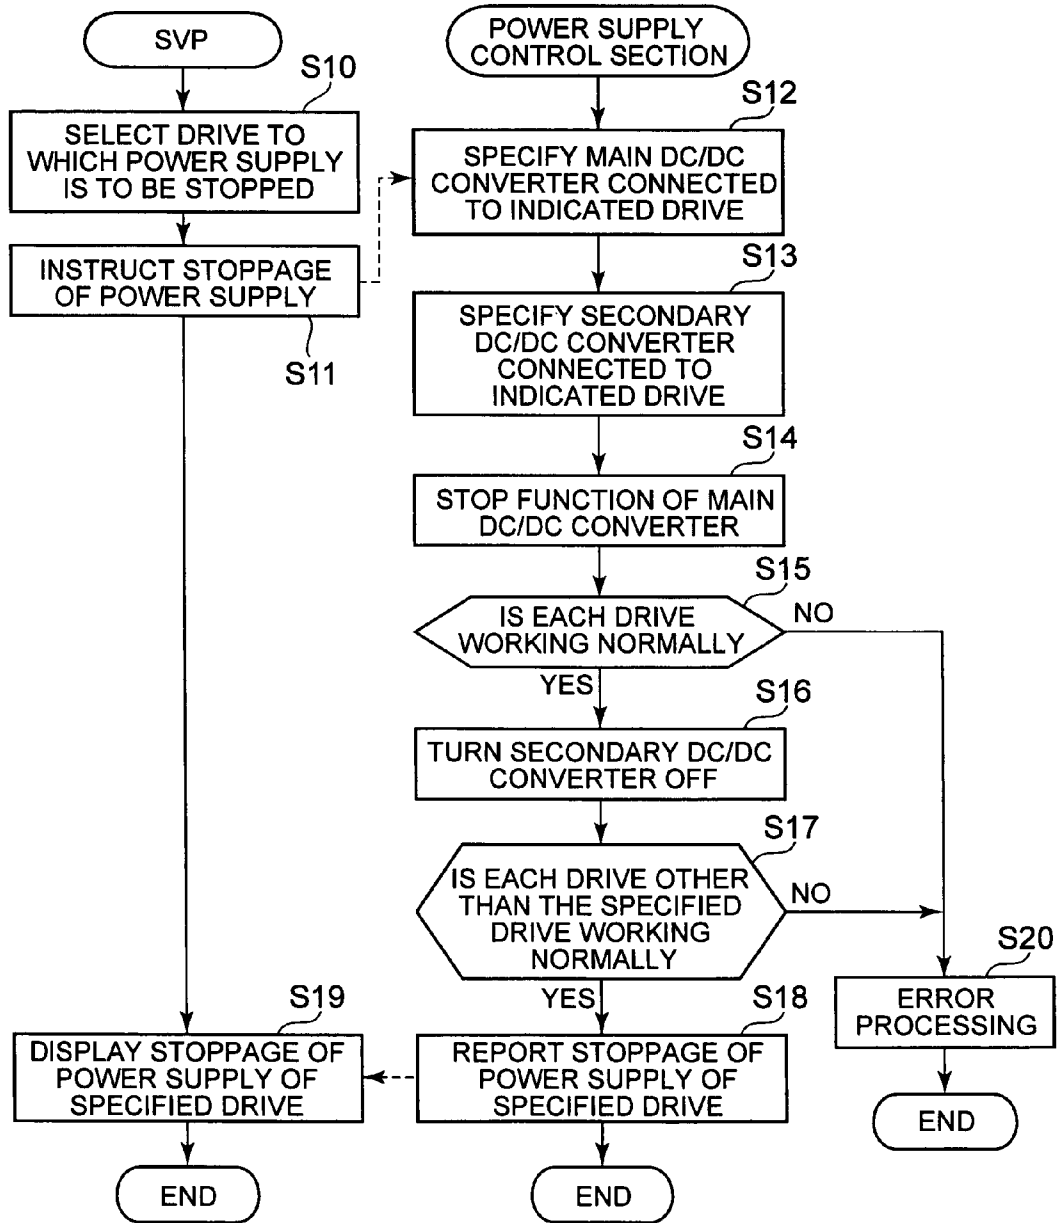 SVP
S10
SELECT DRIVE TO
WHICH POWER SUPPLY
IS TO BE STOPPED
INSTRUCT STOPPAGE
OF POWER SUPPLY
S11
POWER SUPPLY
CONTROL SECTION
S12
SPECIFY MAIN DC/DC
CONVERTER CONNECTED
TO INDICATED DRIVE
S13
SPECIFY SECONDARY
DC/DC CONVERTER
CONNECTED TO
INDICATED DRIVE
S14
STOP FUNCTION OF MAIN
DC/DC CONVERTER
S15
IS EACH DRIVE
WORKING NORMALLY
NO
YES
S16
TURN SECONDARY DC/DC
CONVERTER OFF
S17
IS EACH DRIVE OTHER
THAN THE SPECIFIED
DRIVE WORKING
NORMALLY
NO
YES
S18
REPORT STOPPAGE OF
POWER SUPPLY OF
SPECIFIED DRIVE
END
S19
DISPLAY STOPPAGE OF
POWER SUPPLY OF
SPECIFIED DRIVE
END
S20
ERROR
PROCESSING
END